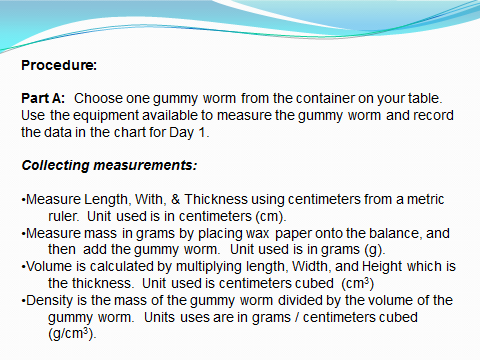 Procedure:
Part A:  Choose one gummy worm from the container on your table.
Use the equipment available to measure the gummy worm and record
the data in the chart for Day 1.
Collecting measurements:
•Measure Length, With, & Thickness using centimeters from a metric
ruler.  Unit used is in centimeters (cm).
•Measure mass in grams by placing wax paper onto the balance, and
then  add the gummy worm.  Unit used is in grams (g).
•Volume is calculated by multiplying length, Width, and Height which is
the thickness.  Unit used is centimeters cubed  (cm³)
•Density is the mass of the gummy worm divided by the volume of the
gummy worm.  Units uses are in grams / centimeters cubed
(g/cm³).